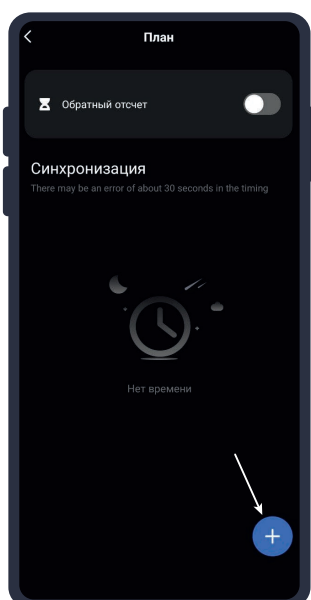 План
Обратный отсчет
Синхронизация
There may be an error of about 30 seconds in the timing
Нет времени